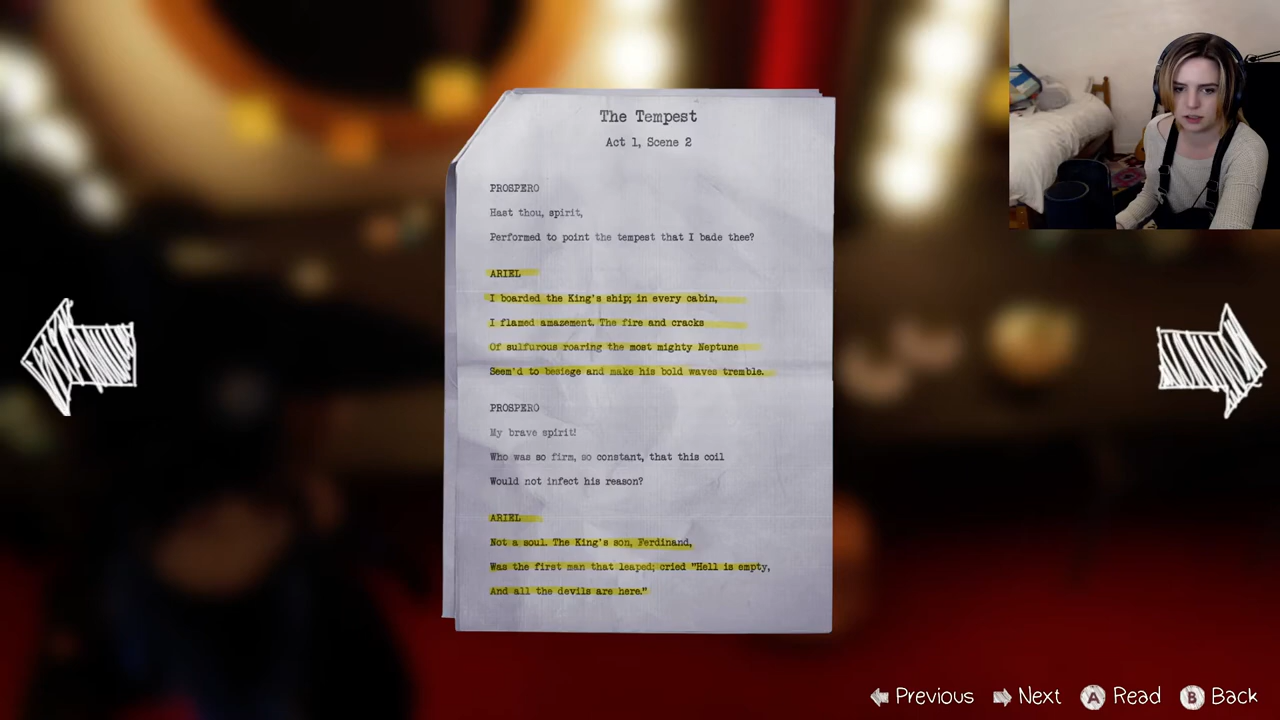 The Tempest
Act 1, Scene 2
PROSPERO
Hast thou, spirit,
Performed to point the tempest that I bade thee?
ARIEL
I boarded the King's ship; in every cabin,
I flamed amazement. The fire and cracks
Of sulfurous roaring the most mighty Neptune
Seem'd to besiege and make his bold waves tremble.
PROSPERO
My brave spirit!
Who was so firm, so constant, that this coil
Would not infect his reason?
ARIEL
Not a soul. The King's son, Ferdinand,
Was the first man that leaped; cried "Hell is empty,
And all the devils are here."
Previous Next A Read B Back